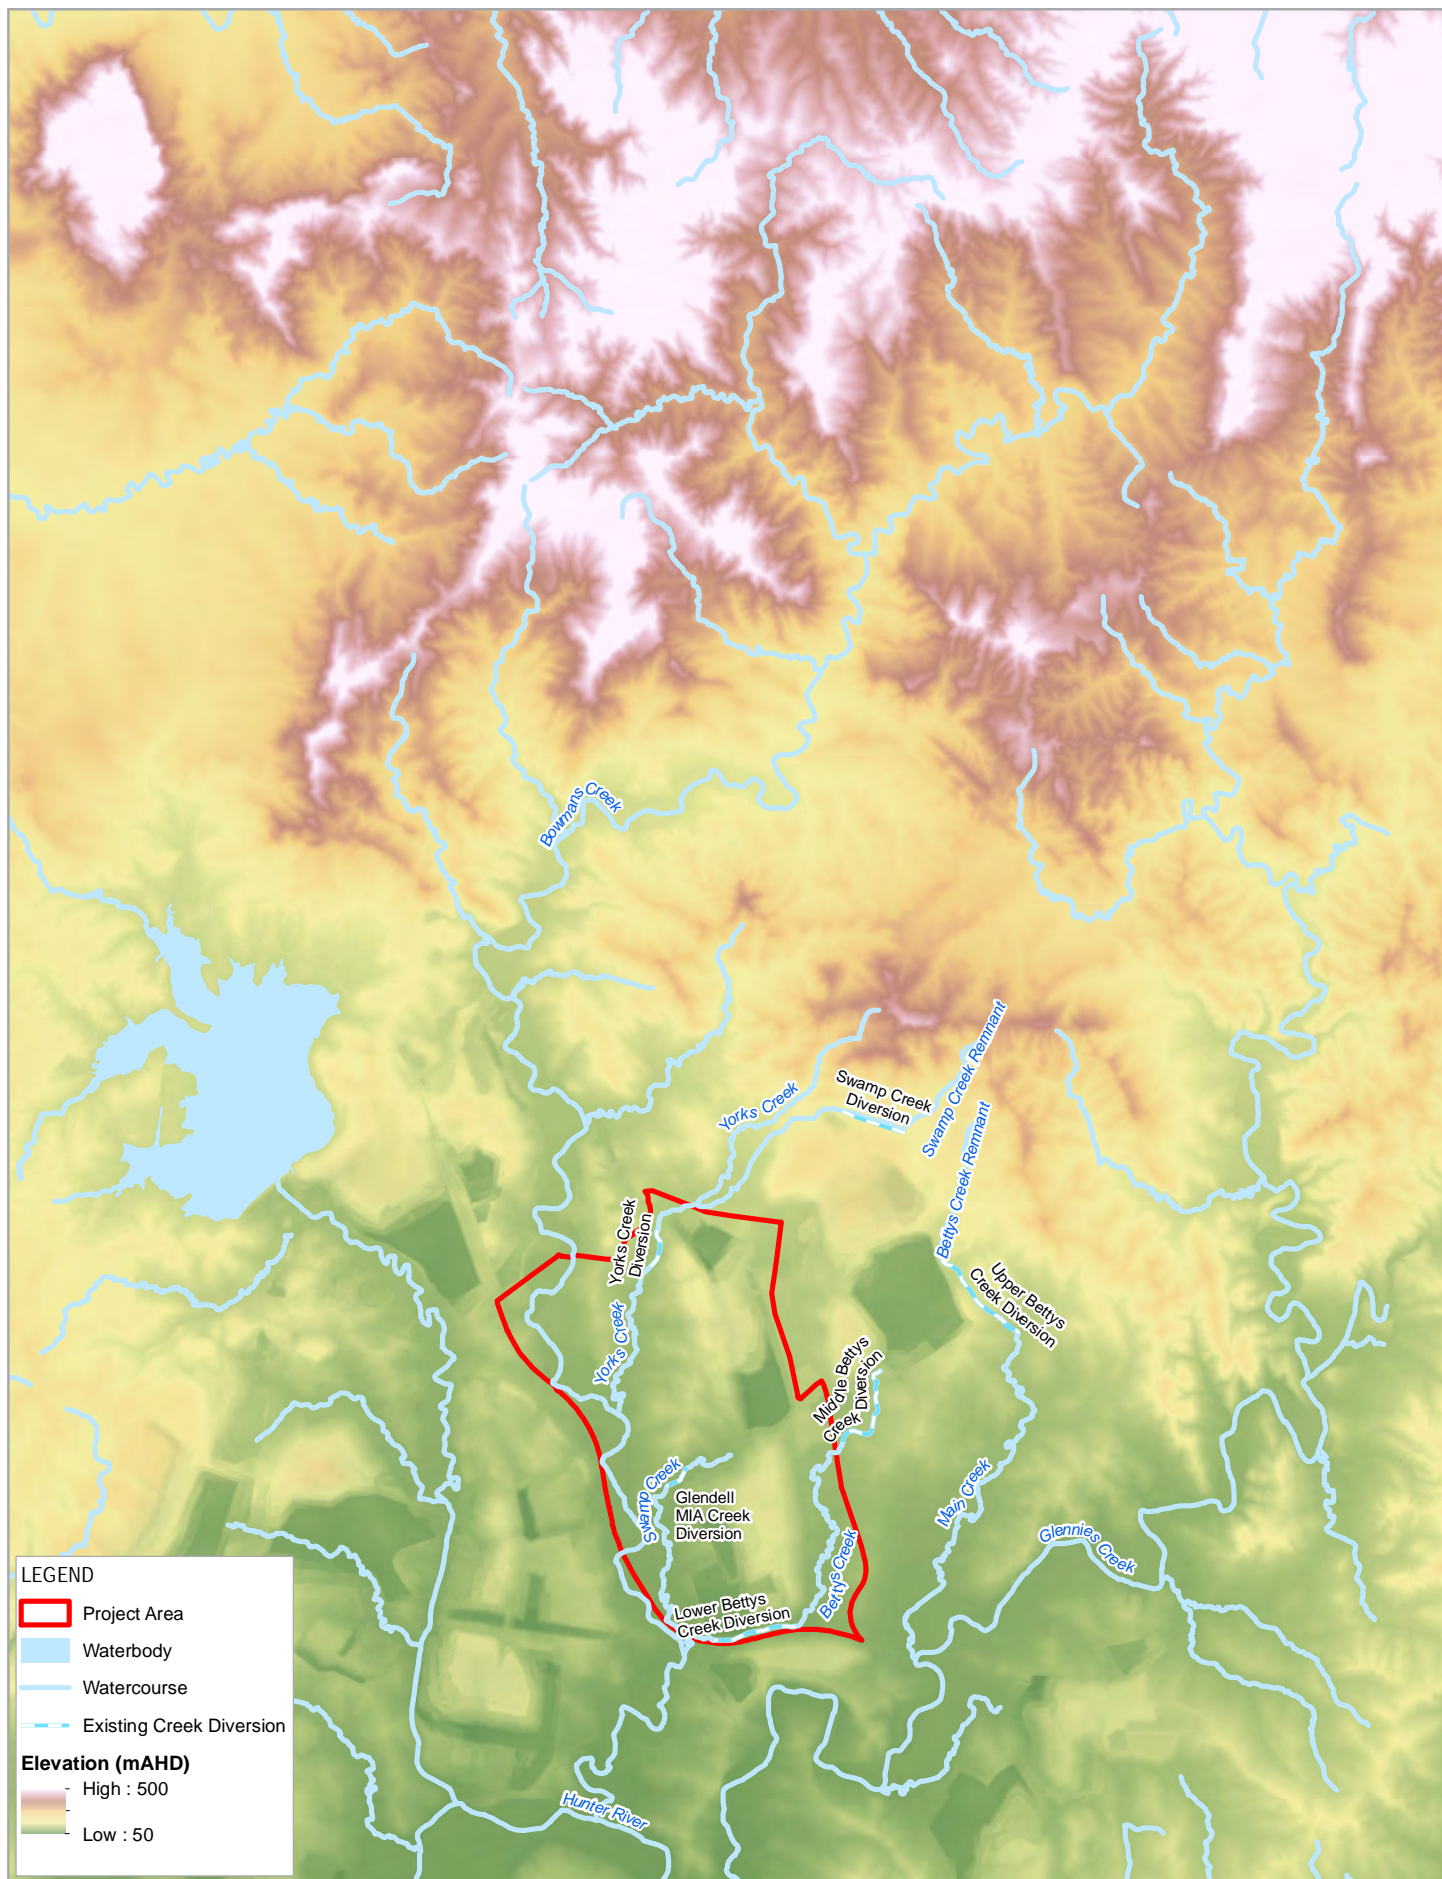 Bowmans Creek
Swamp Creek Remnant
Swamp Creek
Diversion
Yorks Creek
Bettys Creek Remnant
Yorks Creek
Diversion
Upper Bettys
Creek Diversion
Yorks Creek
Middle Bettys
Creek Diversion
Swamp Creek
Glendell
MIA Creek
Diversion
Main Creek
Glennies Creek
Bettys Creek
Lower Bettys
Creek Diversion
Hunter River
LEGEND
Project Area
Waterbody
Watercourse
Existing Creek Diversion
Elevation (mAHD)
High : 500
Low : 50